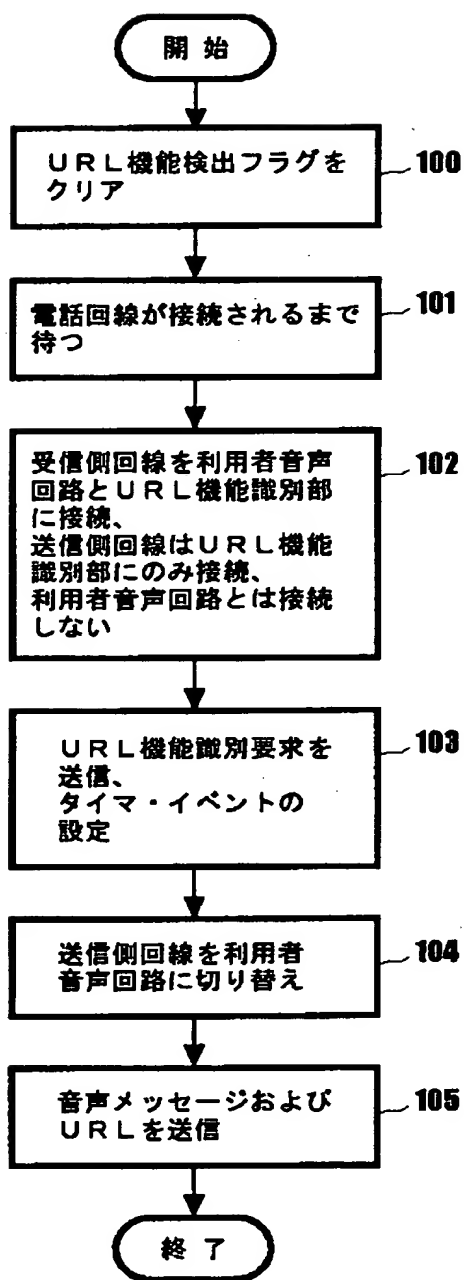 開 始
URL機能検出フラグを
クリア
100
電話回線が接続されるまで
待つ
101
受信側回線を利用者音声
回路とURL機能識別部
に接続、
送信側回線はURL機能
識別部にのみ接続、
利用者音声回路とは接続
しない
102
URL機能識別要求を
送信、
タイマ・イベントの
設定
103
送信側回線を利用者
音声回路に切り替え
104
音声メッセージおよび
URLを送信
105
終 了